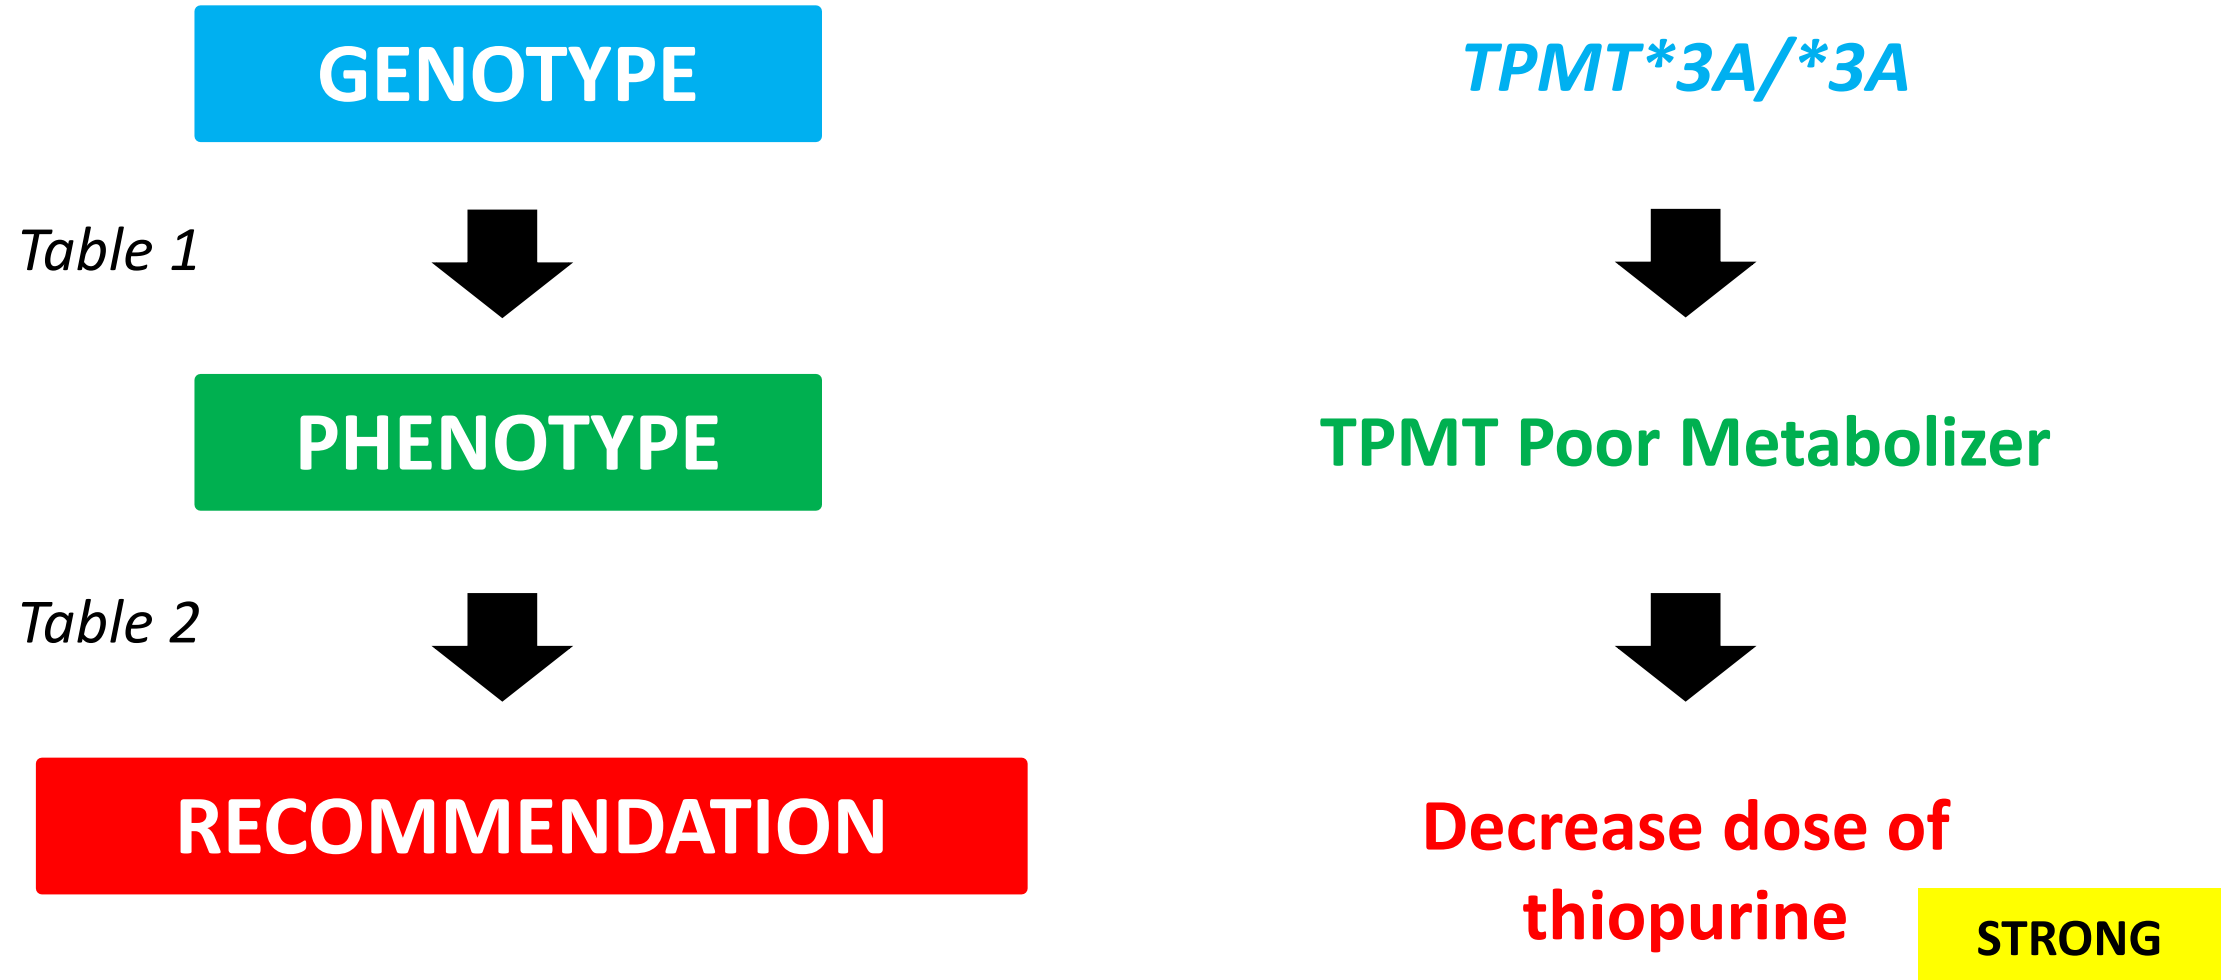 GENOTYPE
TPMT*3A/*3A
Table 1
PHENOTYPE
TPMT Poor Metabolizer
Table 2
RECOMMENDATION
Decrease dose of
thiopurine
STRONG